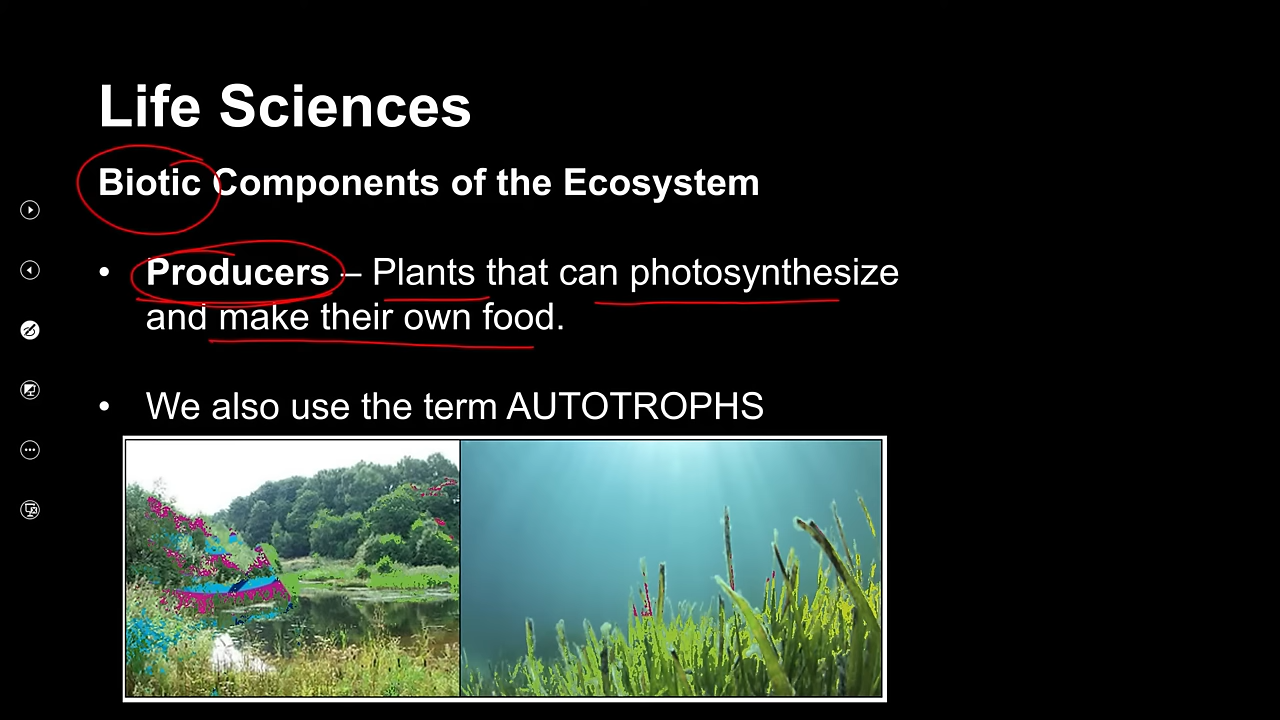 Life Sciences
Biotic Components of the Ecosystem
• Producers – Plants that can photosynthesize
and make their own food.
• We also use the term AUTOTROPHS